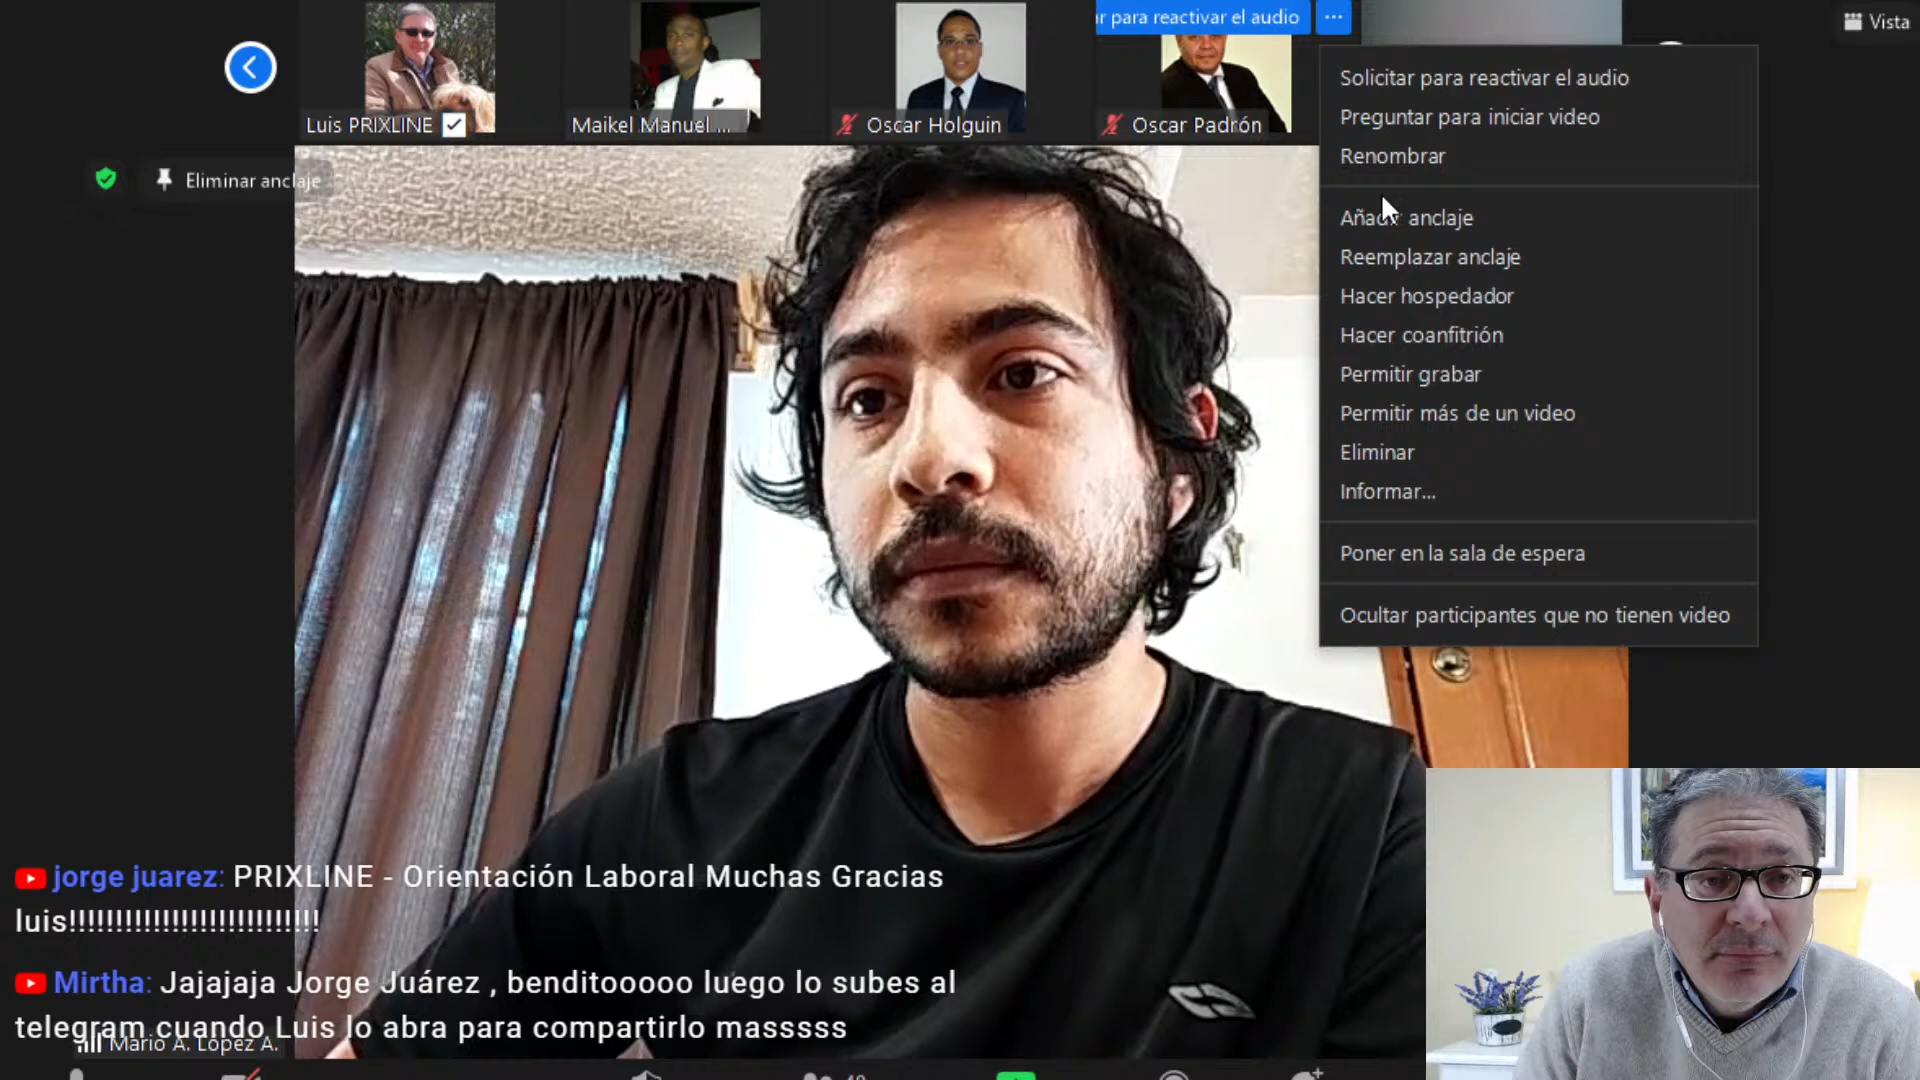 r para reactivar el audio
Vista
Luis PRIXLINE
Maikel Manuel ...
Oscar Holguin
Oscar Padrón
Eliminar anclaje
Solicitar para reactivar el audio
Preguntar para iniciar video
Renombrar
Añadir anclaje
Reemplazar anclaje
Hacer hospedador
Hacer coanfitrión
Permitir grabar
Permitir más de un video
Eliminar
Informar...
Poner en la sala de espera
Ocultar participantes que no tienen video
jorge juarez: PRIXLINE - Orientación Laboral Muchas Gracias
luis!!!!!!!!!!!!!!!!!!!!!!!!!!!
Mirtha: Jajajaja Jorge Juárez , benditooooo luego lo subes al
telegram cuando Luis lo abra para compartirlo masssss
Mario A. López A.